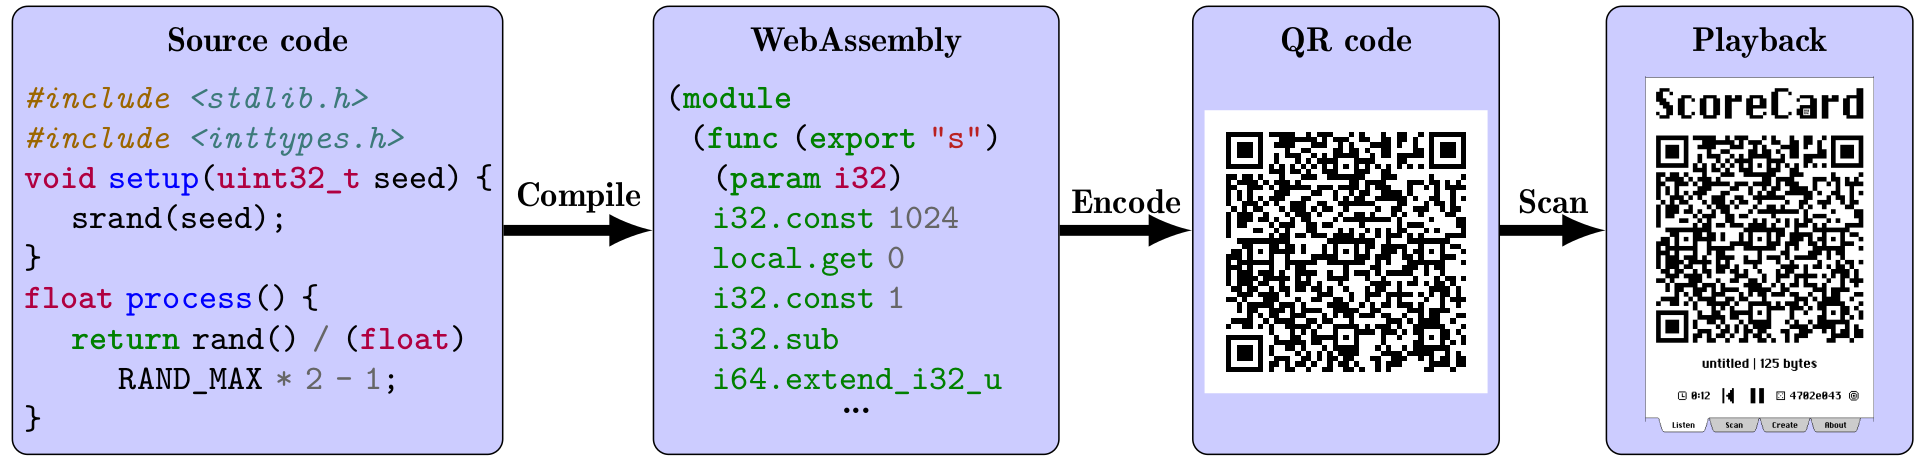 Source code
#include <stdlib.h>
#include <inttypes.h>
void setup(uint32_t seed) {
srand(seed);
}
float process() {
return rand() / (float)
RAND_MAX * 2 - 1;
}
Compile
WebAssembly
(module
(func (export "s")
(param i32)
i32.const 1024
local.get 0
i32.const 1
i32.sub
i64.extend_i32_u
...
Encode
QR code
Scan
Playback
ScoreCard
untitled | 125 bytes
0:12
4702e043
Listen
Scan
Create
About